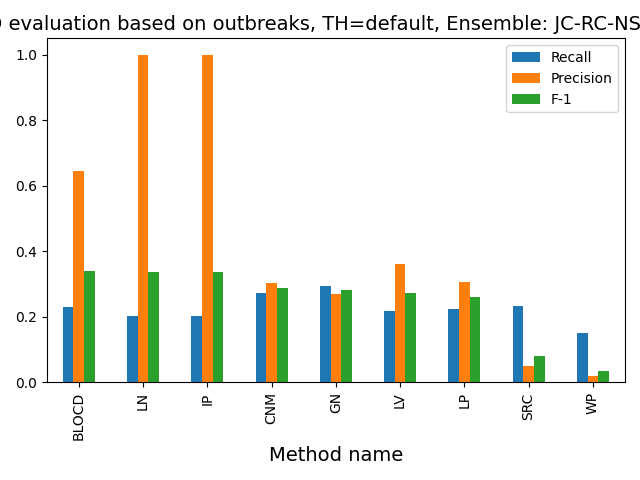 evaluation based on outbreaks, TH=default, Ensemble: JC-RC-NS
Recall
Precision
F-1
1.0
0.8
0.6
0.4
0.2
0.0
BLOCD LN IP CNM GN LV LP SRC WP
Method name